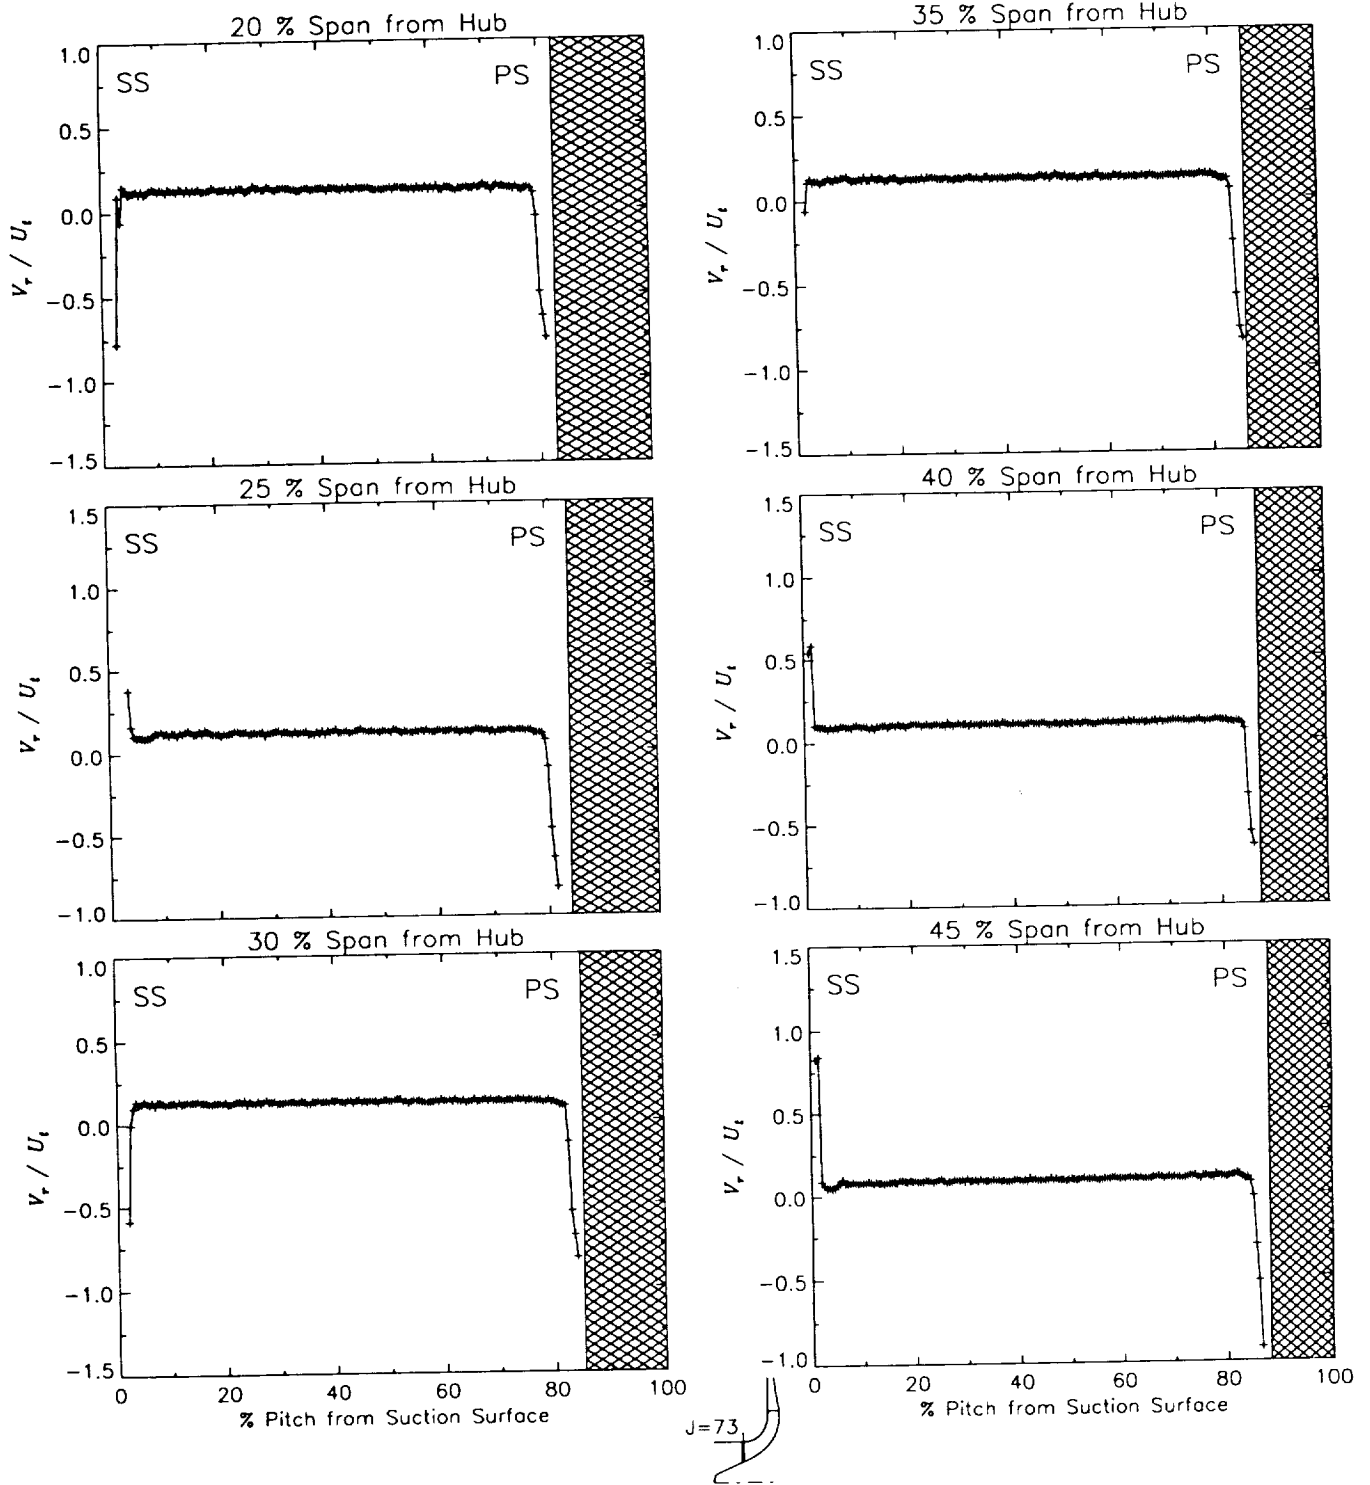 20 % Span from Hub
1.0
SS
PS
0.5
0.0
−0.5
−1.0
−1.5
V_r / U_t
25 % Span from Hub
1.5
SS
PS
1.0
0.5
0.0
−0.5
−1.0
V_r / U_t
30 % Span from Hub
1.0
SS
PS
0.5
0.0
−0.5
−1.0
−1.5
V_r / U_t
0 20 40 60 80 100
% Pitch from Suction Surface
35 % Span from Hub
1.0
SS
PS
0.5
0.0
−0.5
−1.0
−1.5
V_r / U_t
40 % Span from Hub
1.5
SS
PS
1.0
0.5
0.0
−0.5
−1.0
V_r / U_t
45 % Span from Hub
1.5
SS
PS
1.0
0.5
0.0
−0.5
−1.0
V_r / U_t
0 20 40 60 80 100
% Pitch from Suction Surface
J=73